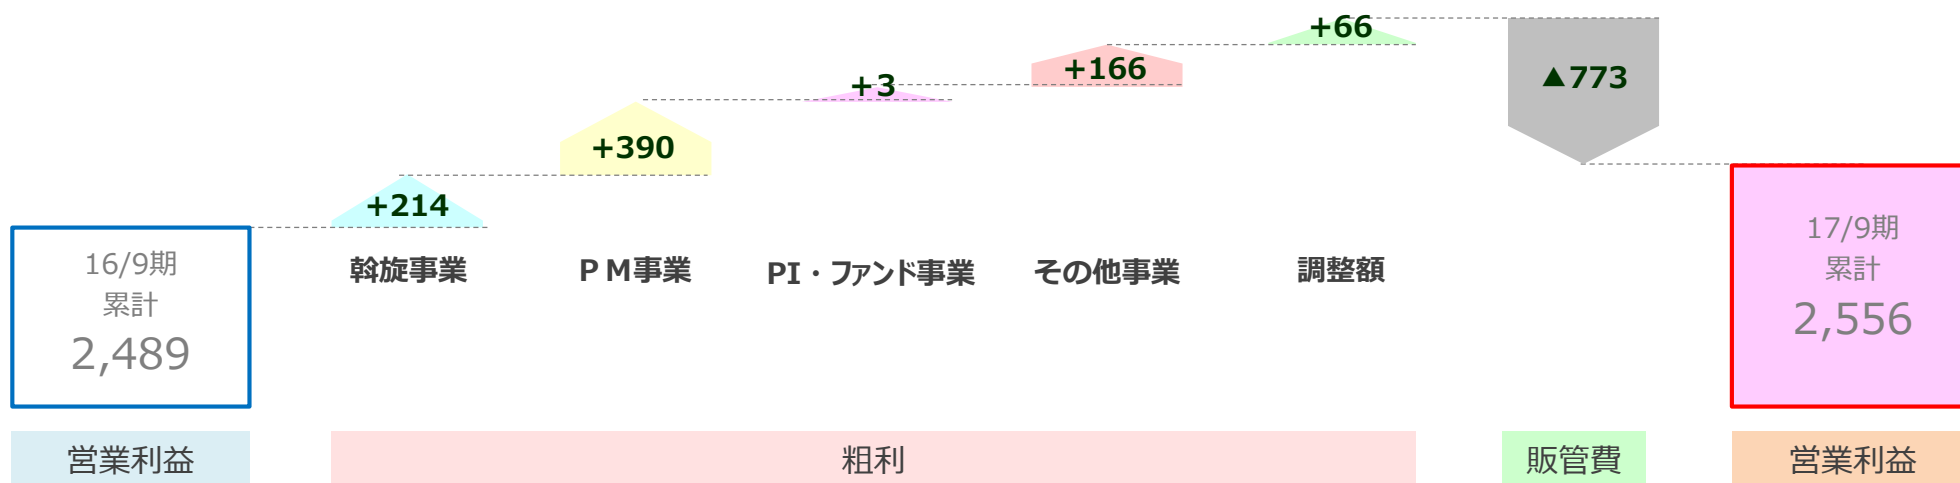 +66
+166
+3
▲773
+390
+214
16/9期
累計
2,489
斡旋事業
ＰＭ事業
PI・ファンド事業
その他事業
調整額
17/9期
累計
2,556
営業利益
粗利
販管費
営業利益